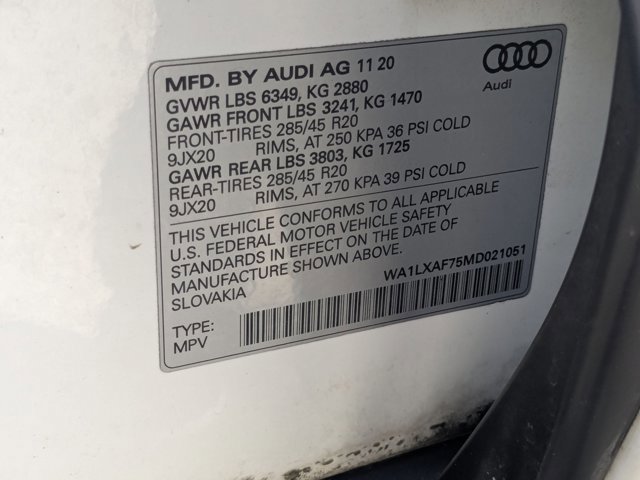 MFD. BY AUDI AG 11 20
GVWR LBS 6349, KG 2880
GAWR FRONT LBS 3241, KG 1470
FRONT-TIRES 285/45 R20
9JX20 RIMS, AT 250 KPA 36 PSI COLD
GAWR REAR LBS 3803, KG 1725
REAR-TIRES 285/45 R20
9JX20 RIMS, AT 270 KPA 39 PSI COLD
Audi
THIS VEHICLE CONFORMS TO ALL APPLICABLE
U.S. FEDERAL MOTOR VEHICLE SAFETY
STANDARDS IN EFFECT ON THE DATE OF
MANUFACTURE SHOWN ABOVE.
SLOVAKIA
WA1LXAF75MD021051
TYPE:
MPV